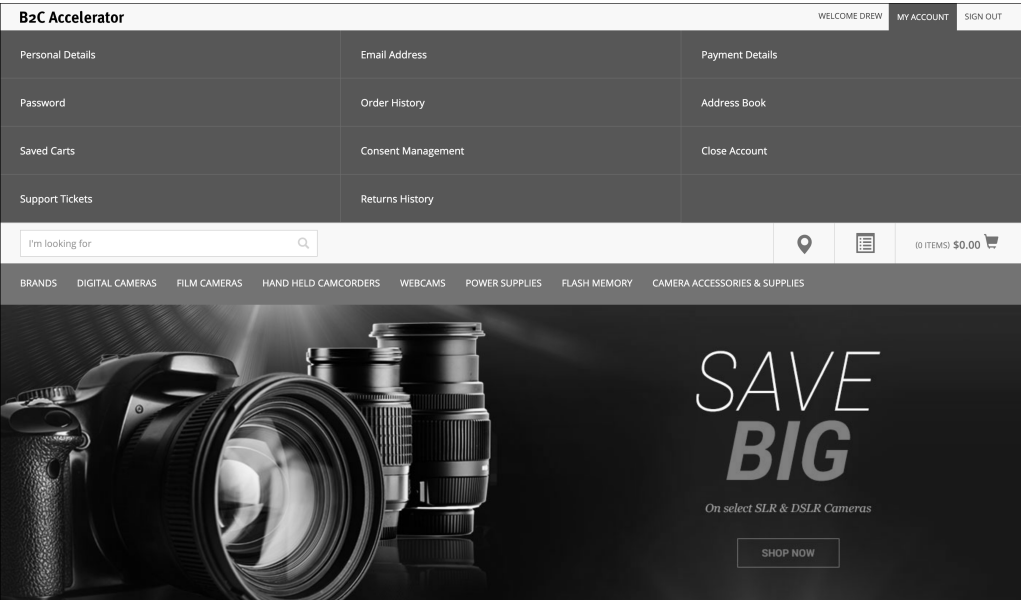 B2C Accelerator
WELCOME DREW MY ACCOUNT SIGN OUT
Personal Details Email Address Payment Details
Password Order History Address Book
Saved Carts Consent Management Close Account
Support Tickets Returns History
I'm looking for
(0 ITEMS) $0.00
BRANDS DIGITAL CAMERAS FILM CAMERAS HAND HELD CAMCORDERS WEBCAMS POWER SUPPLIES FLASH MEMORY CAMERA ACCESSORIES & SUPPLIES
SAVE
BIG
On select SLR & DSLR Cameras
SHOP NOW